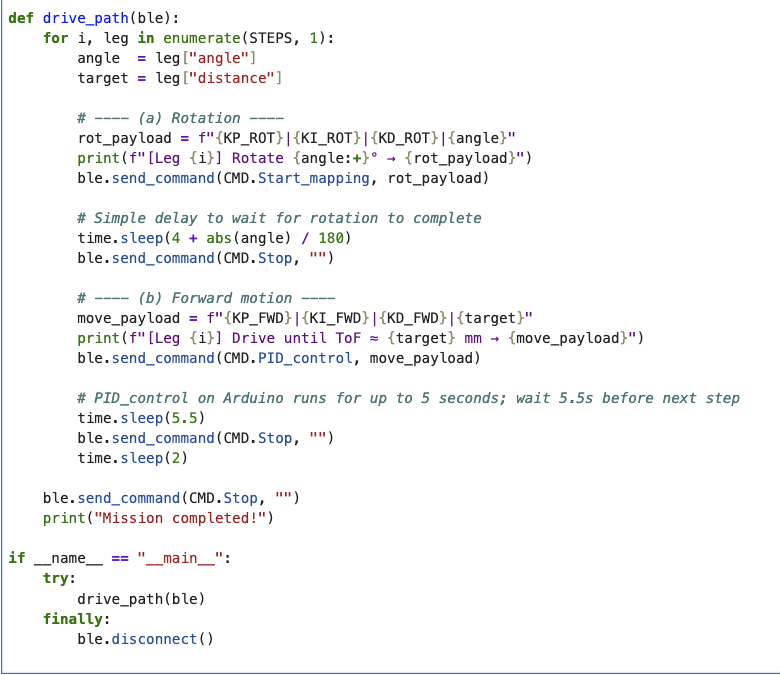 def drive_path(ble):
    for i, leg in enumerate(STEPS, 1):
        angle  = leg["angle"]
        target = leg["distance"]

        # ---- (a) Rotation ----
        rot_payload = f"{KP_ROT}|{KI_ROT}|{KD_ROT}|{angle}"
        print(f"[Leg {i}] Rotate {angle:+}° → {rot_payload}")
        ble.send_command(CMD.Start_mapping, rot_payload)

        # Simple delay to wait for rotation to complete
        time.sleep(4 + abs(angle) / 180)
        ble.send_command(CMD.Stop, "")

        # ---- (b) Forward motion ----
        move_payload = f"{KP_FWD}|{KI_FWD}|{KD_FWD}|{target}"
        print(f"[Leg {i}] Drive until ToF ≈ {target} mm → {move_payload}")
        ble.send_command(CMD.PID_control, move_payload)

        # PID_control on Arduino runs for up to 5 seconds; wait 5.5s before next step
        time.sleep(5.5)
        ble.send_command(CMD.Stop, "")
        time.sleep(2)

    ble.send_command(CMD.Stop, "")
    print("Mission completed!")

if __name__ == "__main__":
    try:
        drive_path(ble)
    finally:
        ble.disconnect()